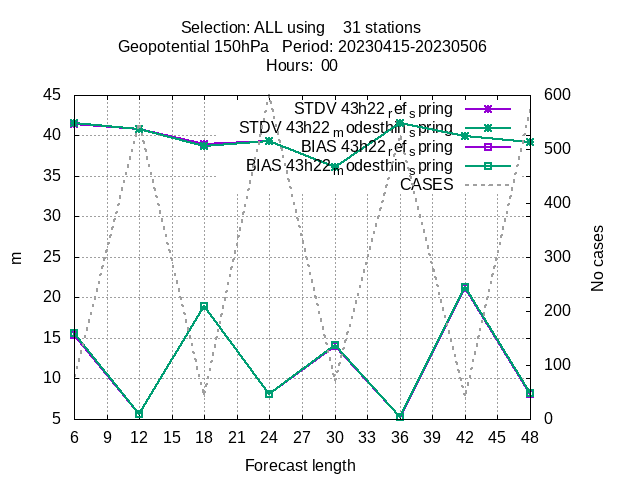 Selection: ALL using    31 stations
Geopotential 150hPa   Period: 20230415-20230506
Hours:  00
45
40
35
30
25
20
15
10
5
m
STDV 43h22_ref_spring
STDV 43h22_modesthin_spring
BIAS 43h22_ref_spring
BIAS 43h22_modesthin_spring
CASES
600
500
400
300
200
100
0
No cases
6 9 12 15 18 21 24 27 30 33 36 39 42 45 48
Forecast length